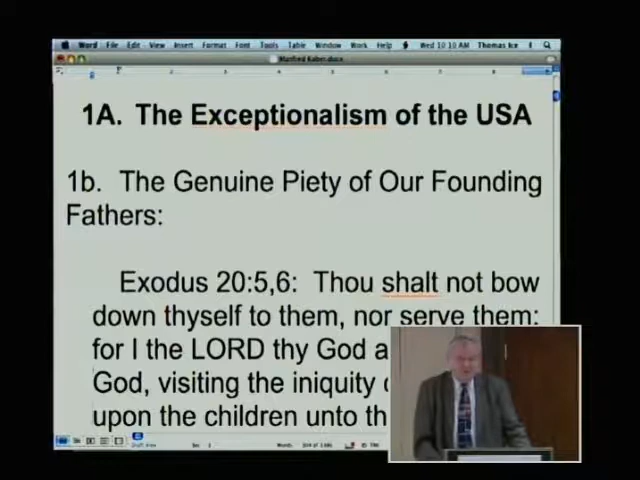 Word File Edit View Insert Format Font Tools Table Window Work Help Wed 10:10 AM Thomas Ice
Manfred Kober.docx
1A. The Exceptionalism of the USA
1b. The Genuine Piety of Our Founding
Fathers:
Exodus 20:5,6: Thou shalt not bow
down thyself to them, nor serve them:
for I the LORD thy God a
God, visiting the iniquity
upon the children unto th